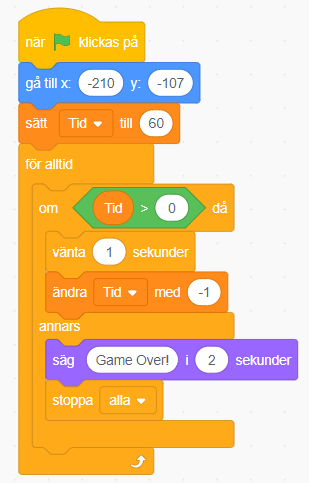 när klickas på
gå till x: -210 y: -107
sätt Tid till 60
för alltid
om Tid > 0 då
vänta 1 sekunder
ändra Tid med -1
annars
säg Game Over! i 2 sekunder
stoppa alla